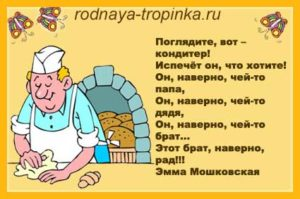 rodnaya-tropinka.ru
Поглядите, вот –
кондитер!
Испечёт он, что хотите!
Он, наверно, чей-то
папа,
Он, наверно, чей-то
дядя,
Он, наверно, чей-то
брат...
Этот брат, наверно,
рад!!!
Эмма Мошковская